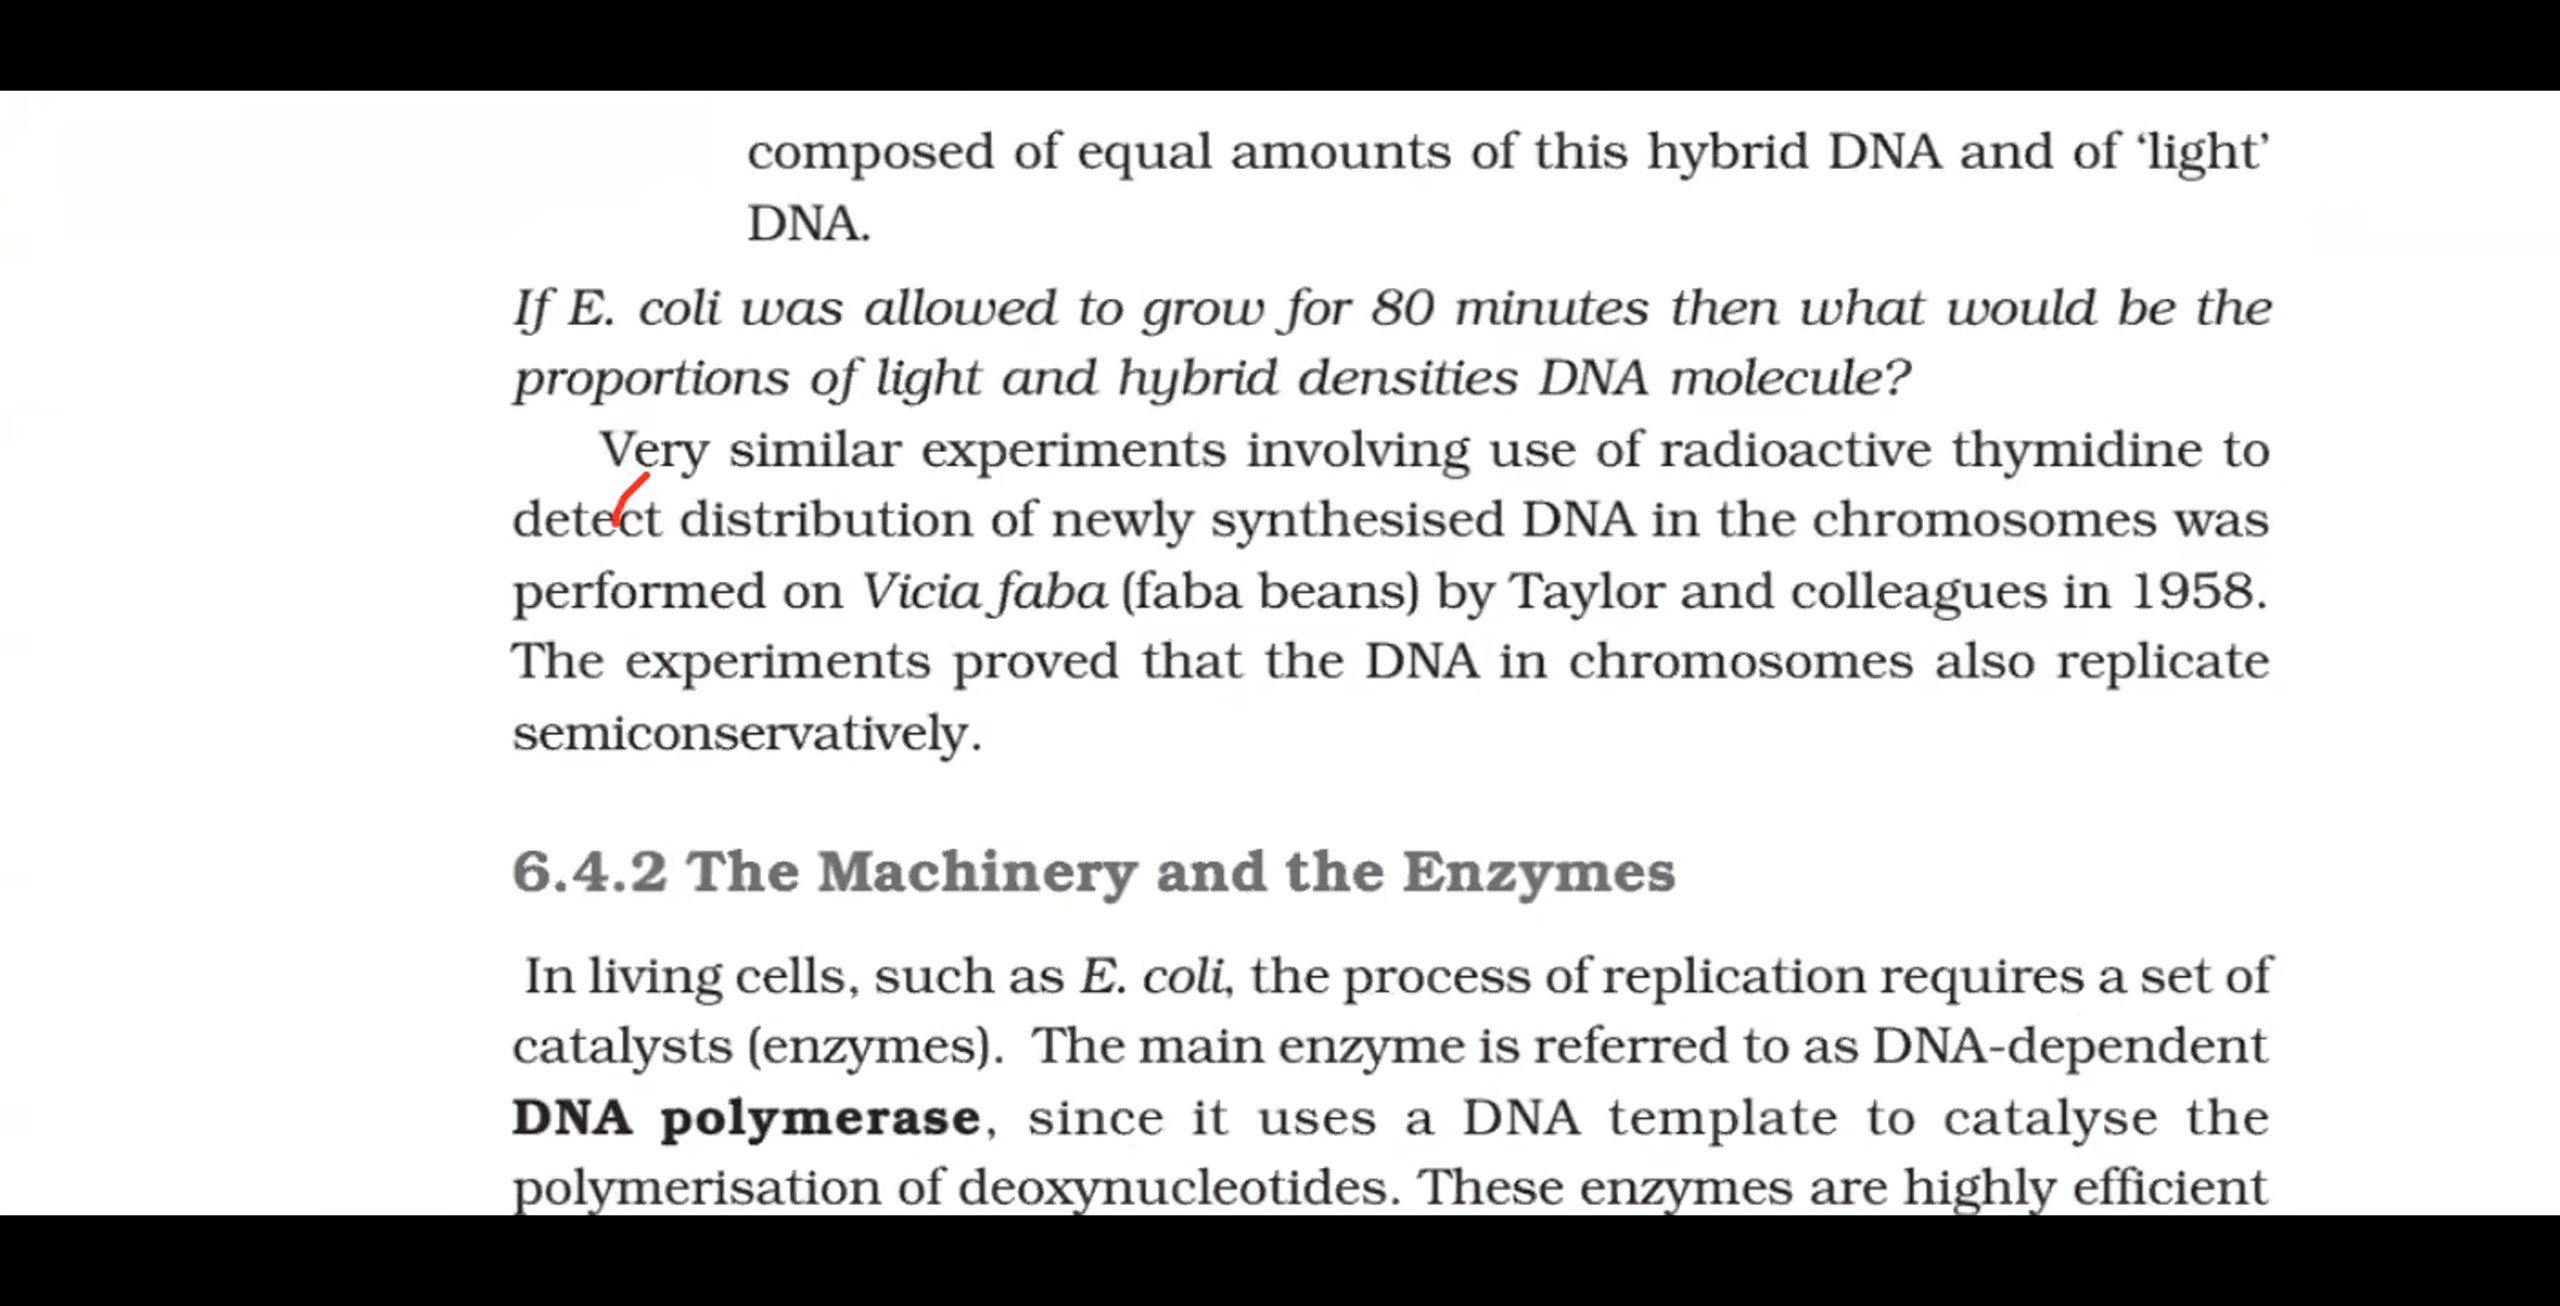 composed of equal amounts of this hybrid DNA and of ‘light’
DNA.
If E. coli was allowed to grow for 80 minutes then what would be the
proportions of light and hybrid densities DNA molecule?
Very similar experiments involving use of radioactive thymidine to
detect distribution of newly synthesised DNA in the chromosomes was
performed on Vicia faba (faba beans) by Taylor and colleagues in 1958.
The experiments proved that the DNA in chromosomes also replicate
semiconservatively.
6.4.2 The Machinery and the Enzymes
In living cells, such as E. coli, the process of replication requires a set of
catalysts (enzymes). The main enzyme is referred to as DNA-dependent
DNA polymerase, since it uses a DNA template to catalyse the
polymerisation of deoxynucleotides. These enzymes are highly efficient